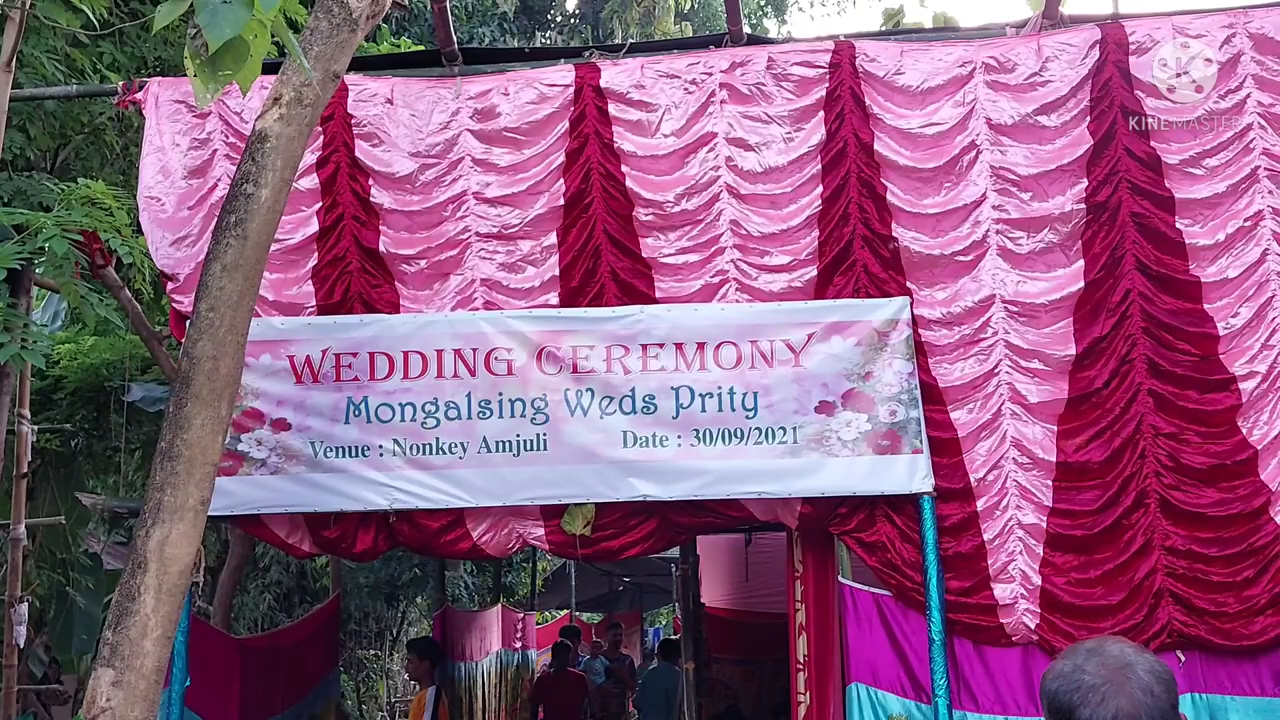 K
KINEMASTER
WEDDING CEREMONY
Mongalsing Weds Prity
Venue : Nonkey Amjuli Date : 30/09/2021